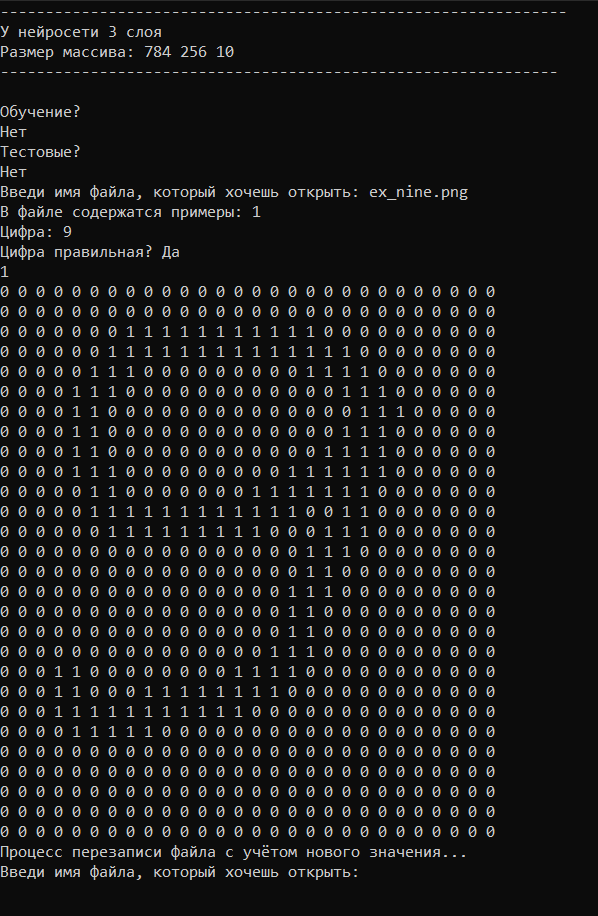 ---------------------------------------------------------------
У нейросети 3 слоя
Размер массива: 784 256 10
--------------------------------------------------------------
Обучение?
Нет
Тестовые?
Нет
Введи имя файла, который хочешь открыть: ex_nine.png
В файле содержатся примеры: 1
Цифра: 9
Цифра правильная? Да
1
0 0 0 0 0 0 0 0 0 0 0 0 0 0 0 0 0 0 0 0 0 0 0 0 0 0 0 0
0 0 0 0 0 0 0 0 0 0 0 0 0 0 0 0 0 0 0 0 0 0 0 0 0 0 0 0
0 0 0 0 0 0 0 1 1 1 1 1 1 1 1 1 1 1 0 0 0 0 0 0 0 0 0 0
0 0 0 0 0 0 1 1 1 1 1 1 1 1 1 1 1 1 1 1 0 0 0 0 0 0 0 0
0 0 0 0 0 1 1 1 0 0 0 0 0 0 0 0 0 1 1 1 1 0 0 0 0 0 0 0
0 0 0 0 1 1 1 0 0 0 0 0 0 0 0 0 0 0 0 1 1 1 0 0 0 0 0 0
0 0 0 0 1 1 0 0 0 0 0 0 0 0 0 0 0 0 0 0 1 1 1 0 0 0 0 0
0 0 0 0 1 1 0 0 0 0 0 0 0 0 0 0 0 0 0 1 1 1 0 0 0 0 0 0
0 0 0 0 1 1 0 0 0 0 0 0 0 0 0 0 0 0 1 1 1 1 0 0 0 0 0 0
0 0 0 0 1 1 1 0 0 0 0 0 0 0 0 0 1 1 1 1 1 1 0 0 0 0 0 0
0 0 0 0 0 1 1 0 0 0 0 0 0 0 1 1 1 1 1 1 1 0 0 0 0 0 0 0
0 0 0 0 0 1 1 1 1 1 1 1 1 1 1 1 1 0 0 1 1 0 0 0 0 0 0 0
0 0 0 0 0 0 1 1 1 1 1 1 1 1 1 0 0 0 1 1 1 0 0 0 0 0 0 0
0 0 0 0 0 0 0 0 0 0 0 0 0 0 0 0 0 1 1 1 0 0 0 0 0 0 0 0
0 0 0 0 0 0 0 0 0 0 0 0 0 0 0 0 0 1 1 0 0 0 0 0 0 0 0 0
0 0 0 0 0 0 0 0 0 0 0 0 0 0 0 0 1 1 1 0 0 0 0 0 0 0 0 0
0 0 0 0 0 0 0 0 0 0 0 0 0 0 0 0 1 1 0 0 0 0 0 0 0 0 0 0
0 0 0 0 0 0 0 0 0 0 0 0 0 0 0 0 1 1 0 0 0 0 0 0 0 0 0 0
0 0 0 0 0 0 0 0 0 0 0 0 0 0 0 1 1 1 0 0 0 0 0 0 0 0 0 0
0 0 0 1 1 0 0 0 0 0 0 0 0 1 1 1 1 0 0 0 0 0 0 0 0 0 0 0
0 0 0 1 1 0 0 0 1 1 1 1 1 1 1 1 0 0 0 0 0 0 0 0 0 0 0 0
0 0 0 1 1 1 1 1 1 1 1 1 1 1 0 0 0 0 0 0 0 0 0 0 0 0 0 0
0 0 0 0 1 1 1 1 1 0 0 0 0 0 0 0 0 0 0 0 0 0 0 0 0 0 0 0
0 0 0 0 0 0 0 0 0 0 0 0 0 0 0 0 0 0 0 0 0 0 0 0 0 0 0 0
0 0 0 0 0 0 0 0 0 0 0 0 0 0 0 0 0 0 0 0 0 0 0 0 0 0 0 0
0 0 0 0 0 0 0 0 0 0 0 0 0 0 0 0 0 0 0 0 0 0 0 0 0 0 0 0
0 0 0 0 0 0 0 0 0 0 0 0 0 0 0 0 0 0 0 0 0 0 0 0 0 0 0 0
0 0 0 0 0 0 0 0 0 0 0 0 0 0 0 0 0 0 0 0 0 0 0 0 0 0 0 0
Процесс перезаписи файла с учётом нового значения...
Введи имя файла, который хочешь открыть: